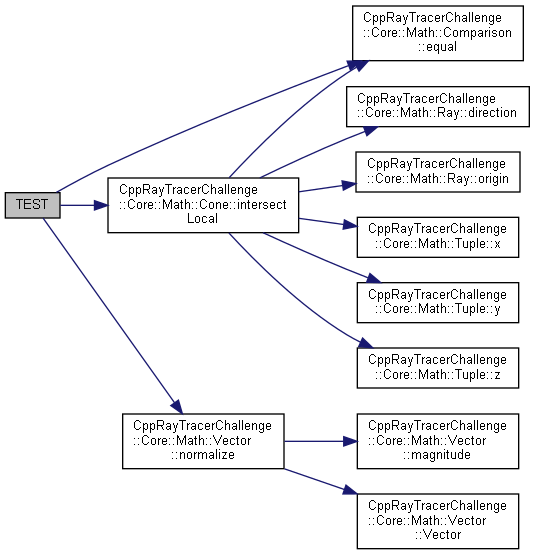 CppRayTracerChallenge
::Core::Math::Comparison
::equal
CppRayTracerChallenge
::Core::Math::Ray::direction
CppRayTracerChallenge
::Core::Math::Ray::origin
TEST
CppRayTracerChallenge
::Core::Math::Cone::intersect
Local
CppRayTracerChallenge
::Core::Math::Tuple::x
CppRayTracerChallenge
::Core::Math::Tuple::y
CppRayTracerChallenge
::Core::Math::Tuple::z
CppRayTracerChallenge
::Core::Math::Vector
::normalize
CppRayTracerChallenge
::Core::Math::Vector
::magnitude
CppRayTracerChallenge
::Core::Math::Vector
::Vector